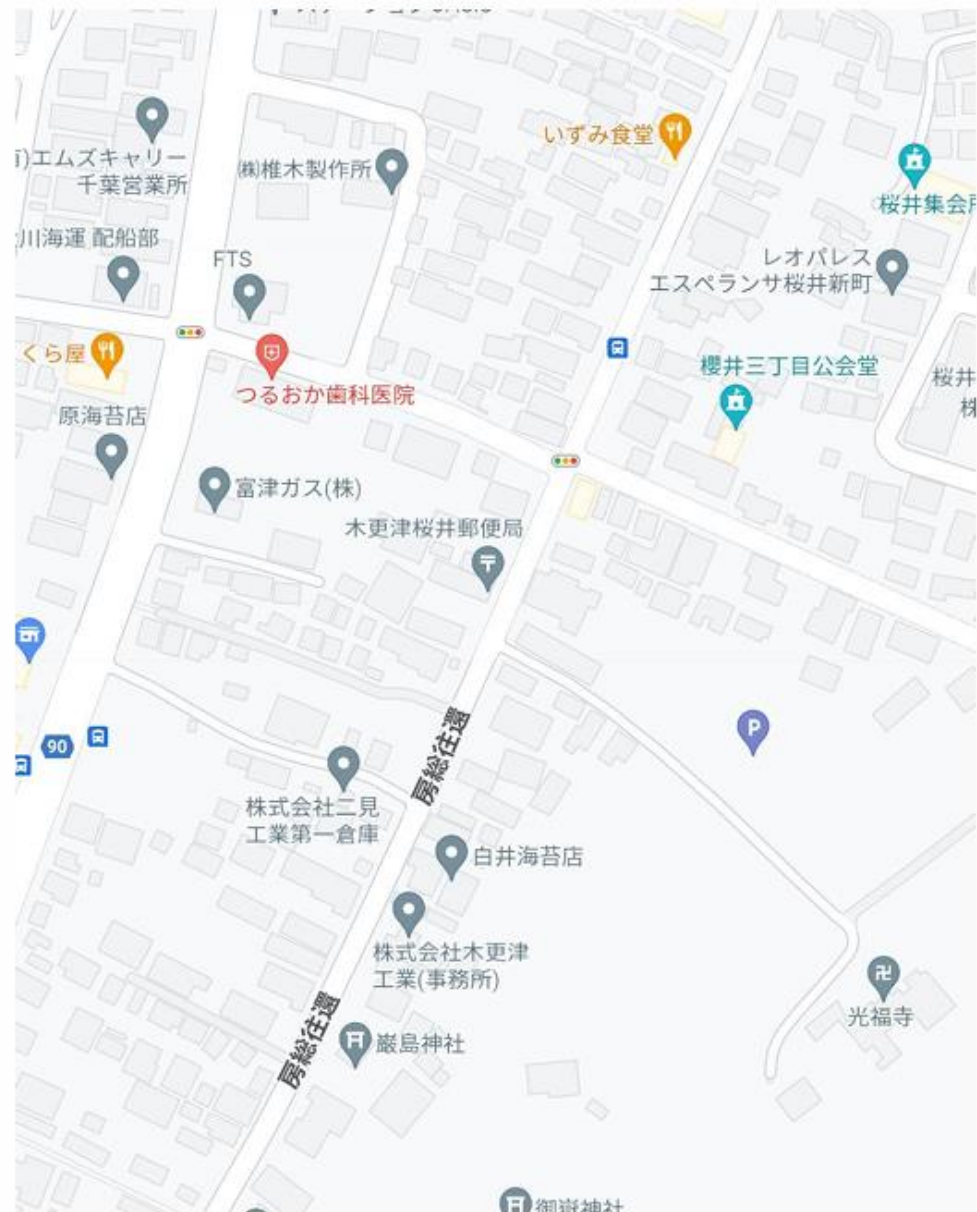 いずみ食堂
エムズキャリー
千葉営業所
㈱椎木製作所
桜井集会所
川海運 配船部
FTS
レオパレス
エスペランサ桜井新町
くら屋
つるおか歯科医院
櫻井三丁目公会堂
桜井
株
原海苔店
富津ガス(株)
木更津桜井郵便局
90
P
房総往還
株式会社二見
工業第一倉庫
白井海苔店
株式会社木更津
工業(事務所)
光福寺
房総往還
巌島神社
御嶽神社